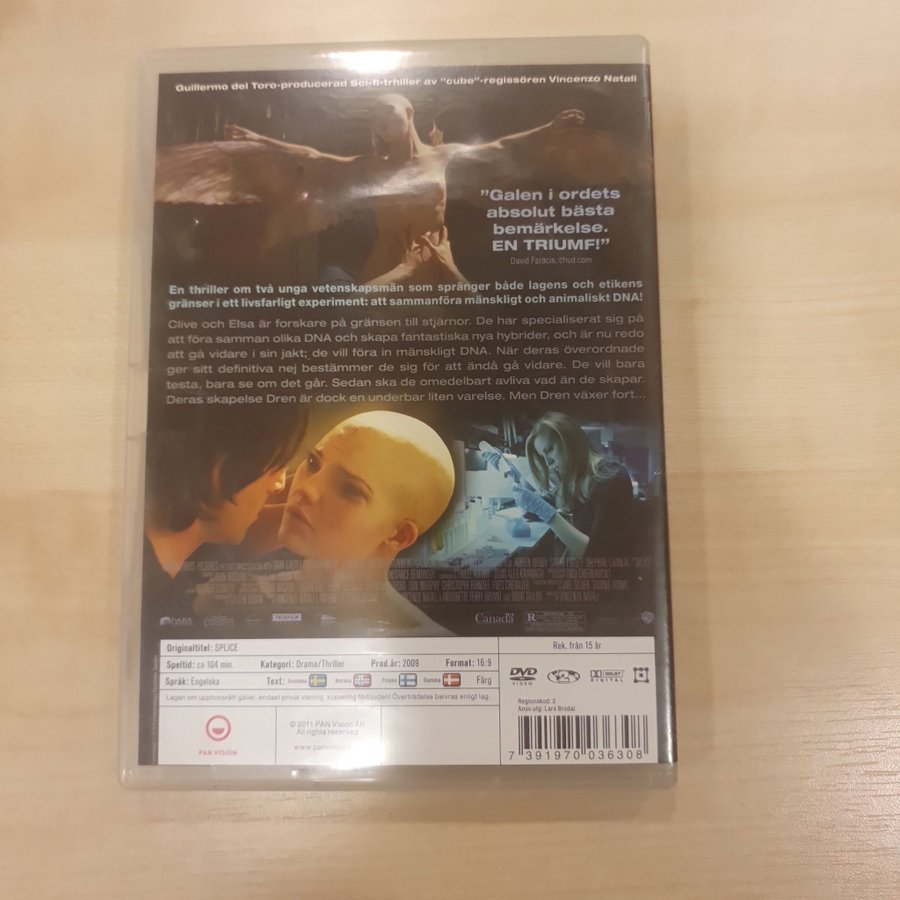 Guillermo del Toro-producerad Sci-fi-trhiller av "cube"-regissören Vincenzo Natali
"Galen i ordets
absolut bästa
bemärkelse.
EN TRIUMF!"
David Faracis, chud.com
En thriller om två unga vetenskapsmän som spränger både lagens och etikens
gränser i ett livsfarligt experiment: att sammanföra mänskligt och animaliskt DNA!
Clive och Elsa är forskare på gränsen till stjärnor. De har specialiserat sig på
att föra samman olika DNA och skapa fantastiska nya hybrider, och är nu redo
att gå vidare i sin jakt; de vill föra in mänskligt DNA. När deras överordnade
ger sitt definitiva nej bestämmer de sig för att ändå gå vidare. De vill bara
testa, bara se om det går. Sedan ska de omedelbart avliva vad än de skapar.
Deras skapelse Dren är dock en underbar liten varelse. Men Dren växer fort...
TELEFILM
Canada
R
Originaltitel: SPLICE
Rek. från 15 år
Speltid: ca 104 min. Kategori: Drama/Thriller Prod.år: 2009 Format: 16:9
Språk: Engelska Text: Svenska Norska Finska Danska Färg
Lagen om upphovsrätt gäller, endast privat visning, kopiering förbjuden! Överträdelse beivras enligt lag.
DVD VIDEO
DOLBY DIGITAL
Regionskod: 2
Ansv.utg: Lars Brodal
PAN VISION
© 2011 PAN Vision AB
All rights reserved.
www.panvision
7 391970 036308